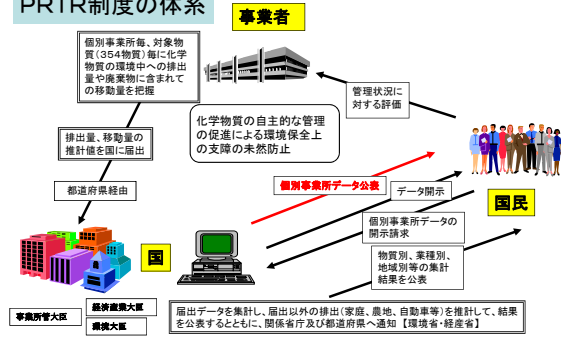 PRTR制度の体系
事業者
個別事業所毎、対象物
質（354物質）毎に化学
物質の環境中への排出
量や廃棄物に含まれて
の移動量を把握
管理状況に
対する評価
化学物質の自主的な管理
の促進による環境保全上
の支障の未然防止
排出量、移動量の
推計値を国に届出
個別事業所データ公表
データ開示
都道府県経由
国民
個別事業所データの
開示請求
国
物質別、業種別、
地域別等の集計
結果を公表
事業所管大臣
経済産業大臣
環境大臣
届出データを集計し、届出以外の排出（家庭、農地、自動車等）を推計して、結果
を公表するとともに、関係省庁及び都道府県へ通知 【環境省・経産省】